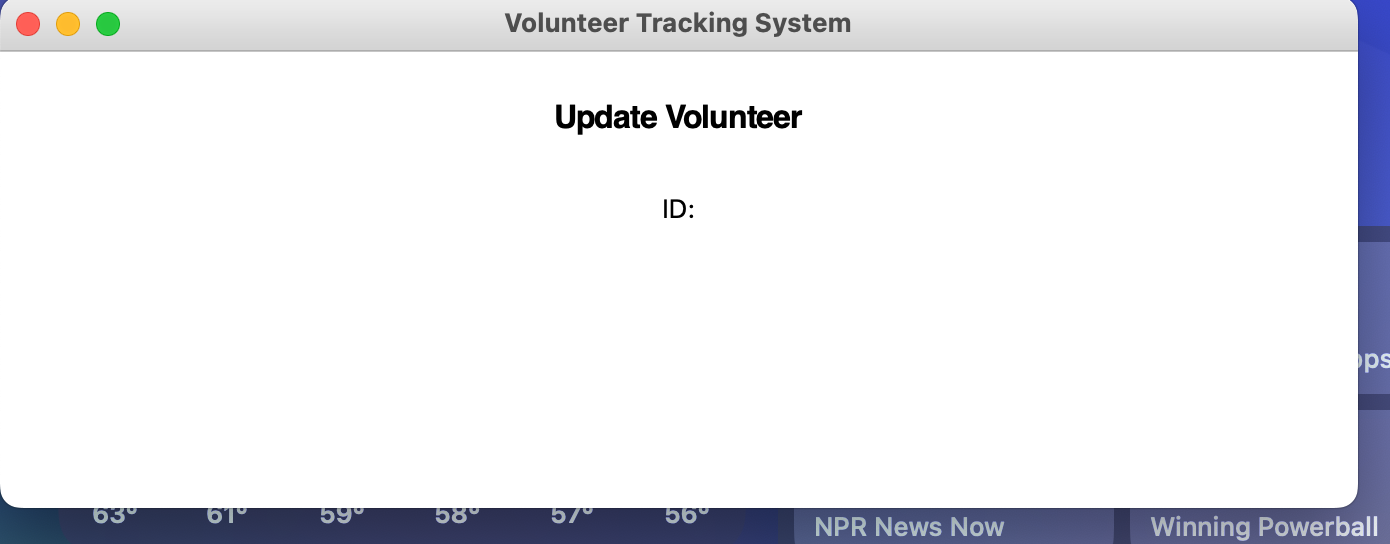 Volunteer Tracking System
Update Volunteer
ID:
63° 61° 59° 58° 57° 56°
NPR News Now
Winning Powerball